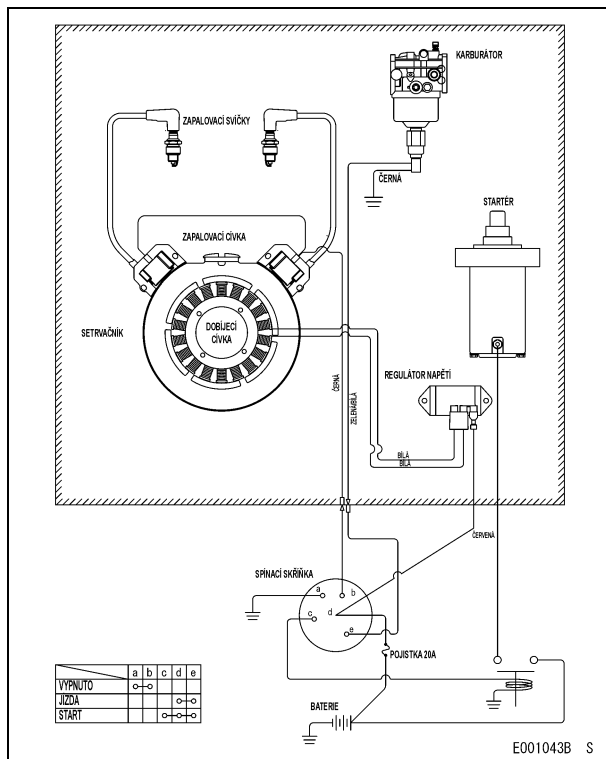 KARBURÁTOR
ZAPALOVACÍ SVÍČKY
ČERNÁ
STARTÉR
ZAPALOVACÍ CÍVKA
SETRVAČNÍK
DOBÍJECÍ
CÍVKA
ČERNÁ
ZELENÁ/BÍLÁ
REGULÁTOR NAPĚTÍ
BÍLÁ
BÍLÁ
ČERVENÁ
SPÍNACÍ SKŘÍŇKA
a
b
c
d
e
POJISTKA 20A
BATERIE
a b c d e
VYPNUTO
JÍZDA
START
E001043B S